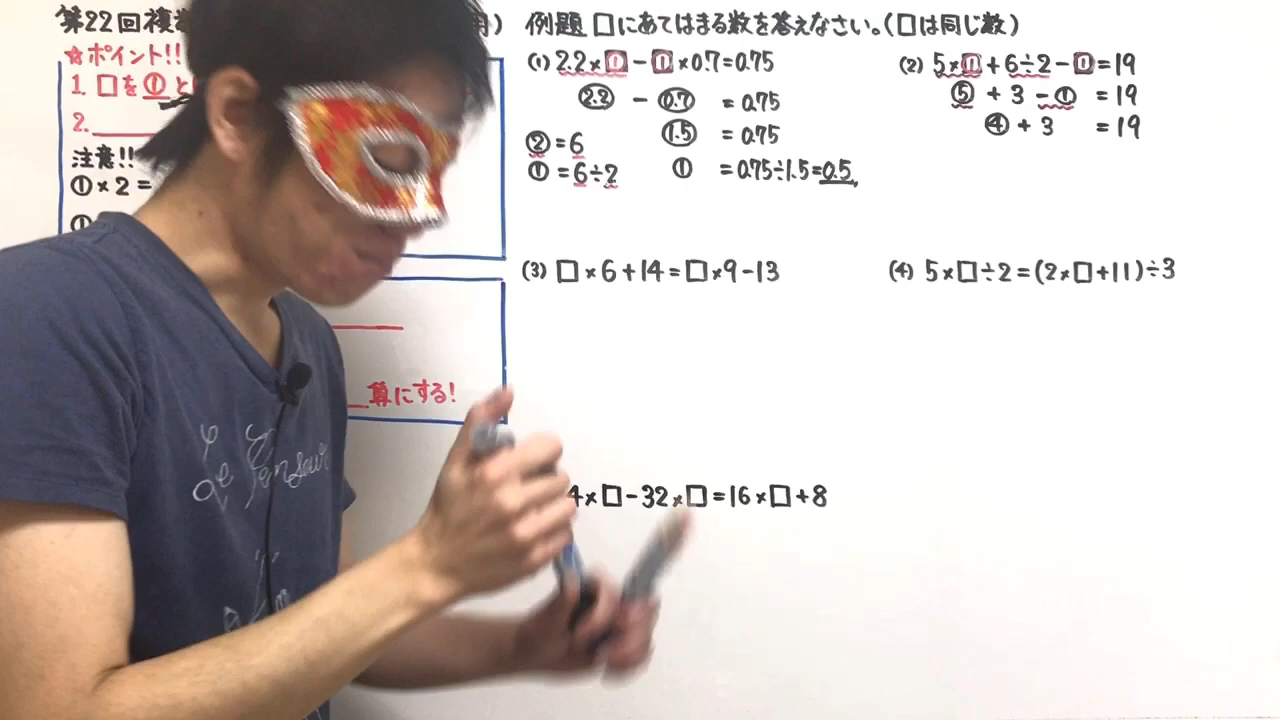 第22回
☆ポイント!!
1. □を①と
2.
注意!!
①×2=
①
算にする!
例題 □にあてはまる数を答えなさい。(□は同じ数)
(1) 2.2×①-①×0.7=0.75
2.2 - 0.7 = 0.75
1.5 = 0.75
②=6
①=6÷2
① =0.75÷1.5=0.5
(2) 5×①+6÷2-①=19
⑤+3-①=19
④+3 =19
(3) □×6+14=□×9-13
(4) 5×□÷2=(2×□+11)÷3
4×□-32×□=16×□+8
Le Penseur